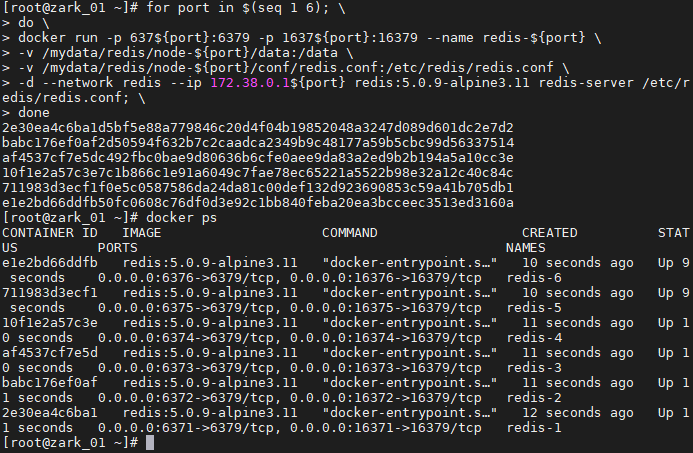 [root@zark_01 ~]# for port in $(seq 1 6); \
> do \
> docker run -p 637${port}:6379 -p 1637${port}:16379 --name redis-${port} \
> -v /mydata/redis/node-${port}/data:/data \
> -v /mydata/redis/node-${port}/conf/redis.conf:/etc/redis/redis.conf \
> -d --network redis --ip 172.38.0.1${port} redis:5.0.9-alpine3.11 redis-server /etc/r
edis/redis.conf; \
> done
2e30ea4c6ba1d5bf5e88a779846c20d4f04b19852048a3247d089d601dc2e7d2
babc176ef0af2d50594f632b7c2caadca2349b9c48177a59b5cbc99d56337514
af4537cf7e5dc492fbc0bae9d80636b6cfe0aee9da83a2ed9b2b194a5a10cc3e
10f1e2a57c3e7c1b866c1e91a6049c7fae78ec65221a5522b98e32a12c40c84c
711983d3ecf1f0e5c0587586da24da81c00def132d923690853c59a41b705db1
e1e2bd66ddfb50fc0608c76df0d3e92c1bb840feba20ea3bcceec3513ed3160a
[root@zark_01 ~]# docker ps
CONTAINER ID   IMAGE                    COMMAND                  CREATED          STAT
US         PORTS                                              NAMES
e1e2bd66ddfb   redis:5.0.9-alpine3.11   "docker-entrypoint.s…"   10 seconds ago   Up 9
 seconds   0.0.0.0:6376->6379/tcp, 0.0.0.0:16376->16379/tcp   redis-6
711983d3ecf1   redis:5.0.9-alpine3.11   "docker-entrypoint.s…"   10 seconds ago   Up 9
 seconds   0.0.0.0:6375->6379/tcp, 0.0.0.0:16375->16379/tcp   redis-5
10f1e2a57c3e   redis:5.0.9-alpine3.11   "docker-entrypoint.s…"   11 seconds ago   Up 1
0 seconds  0.0.0.0:6374->6379/tcp, 0.0.0.0:16374->16379/tcp   redis-4
af4537cf7e5d   redis:5.0.9-alpine3.11   "docker-entrypoint.s…"   11 seconds ago   Up 1
0 seconds  0.0.0.0:6373->6379/tcp, 0.0.0.0:16373->16379/tcp   redis-3
babc176ef0af   redis:5.0.9-alpine3.11   "docker-entrypoint.s…"   11 seconds ago   Up 1
1 seconds  0.0.0.0:6372->6379/tcp, 0.0.0.0:16372->16379/tcp   redis-2
2e30ea4c6ba1   redis:5.0.9-alpine3.11   "docker-entrypoint.s…"   12 seconds ago   Up 1
1 seconds  0.0.0.0:6371->6379/tcp, 0.0.0.0:16371->16379/tcp   redis-1
[root@zark_01 ~]#